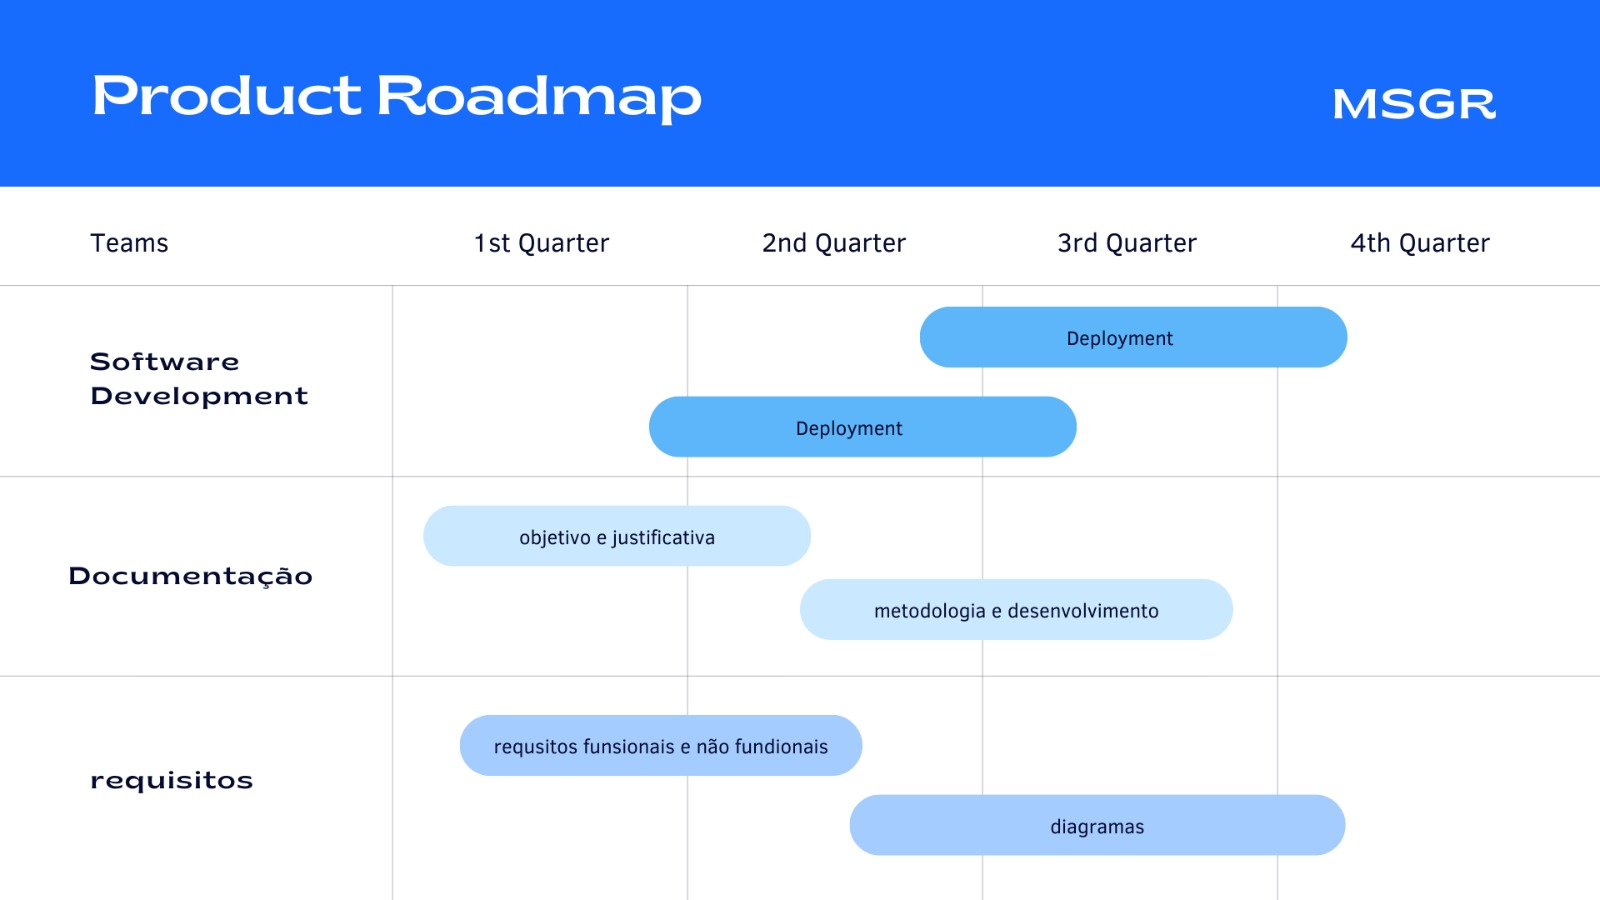 Product Roadmap
MSGR
Teams
1st Quarter
2nd Quarter
3rd Quarter
4th Quarter
Software
Development
Deployment
Deployment
Documentação
objetivo e justificativa
metodologia e desenvolvimento
requisitos
requsitos funsionais e não fundionais
diagramas